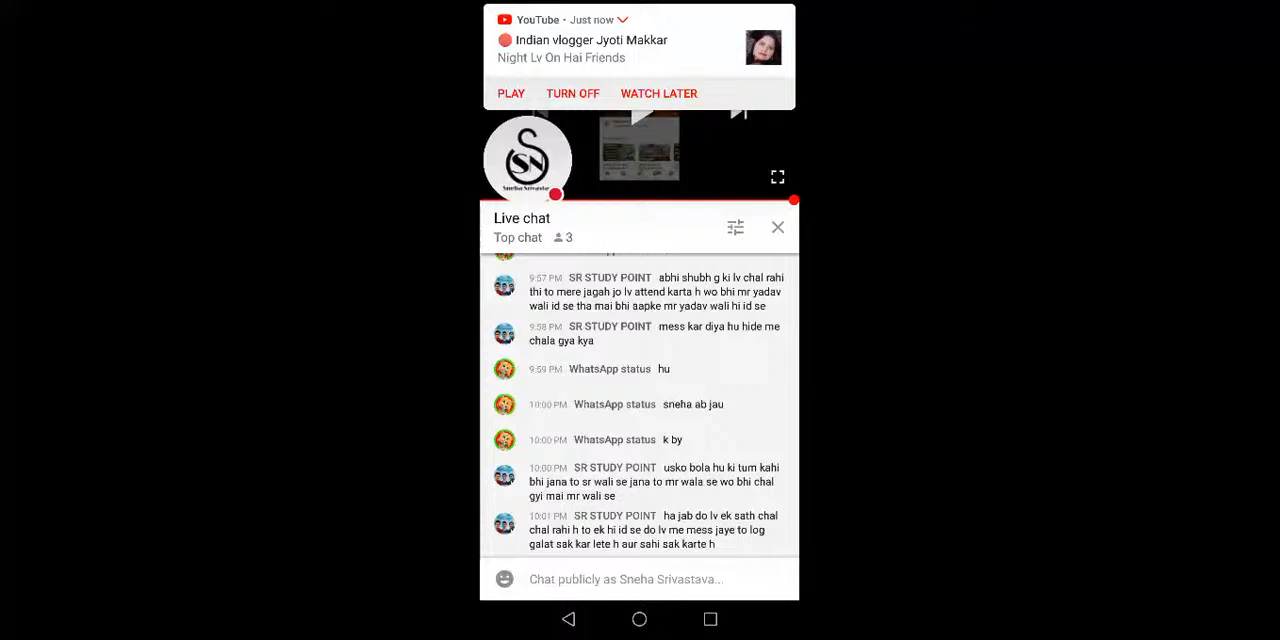 YouTube • Just now
Indian vlogger Jyoti Makkar
Night Lv On Hai Friends
PLAY TURN OFF WATCH LATER
SN
Sneha Srivastav
Live chat
Top chat 3
9:57 PM SR STUDY POINT abhi shubh g ki lv chal rahi
thi to mere jagah jo lv attend karta h wo bhi mr yadav
wali id se tha mai bhi aapke mr yadav wali hi id se
9:58 PM SR STUDY POINT mess kar diya hu hide me
chala gya kya
9:59 PM WhatsApp status hu
10:00 PM WhatsApp status sneha ab jau
10:00 PM WhatsApp status k by
10:00 PM SR STUDY POINT usko bola hu ki tum kahi
bhi jana to sr wali se jana to mr wala se wo bhi chal
gyi mai mr wali se
10:01 PM SR STUDY POINT ha jab do lv ek sath chal
chal rahi h to ek hi id se do lv me mess jaye to log
galat sak kar lete h aur sahi sak karte h
Chat publicly as Sneha Srivastava...